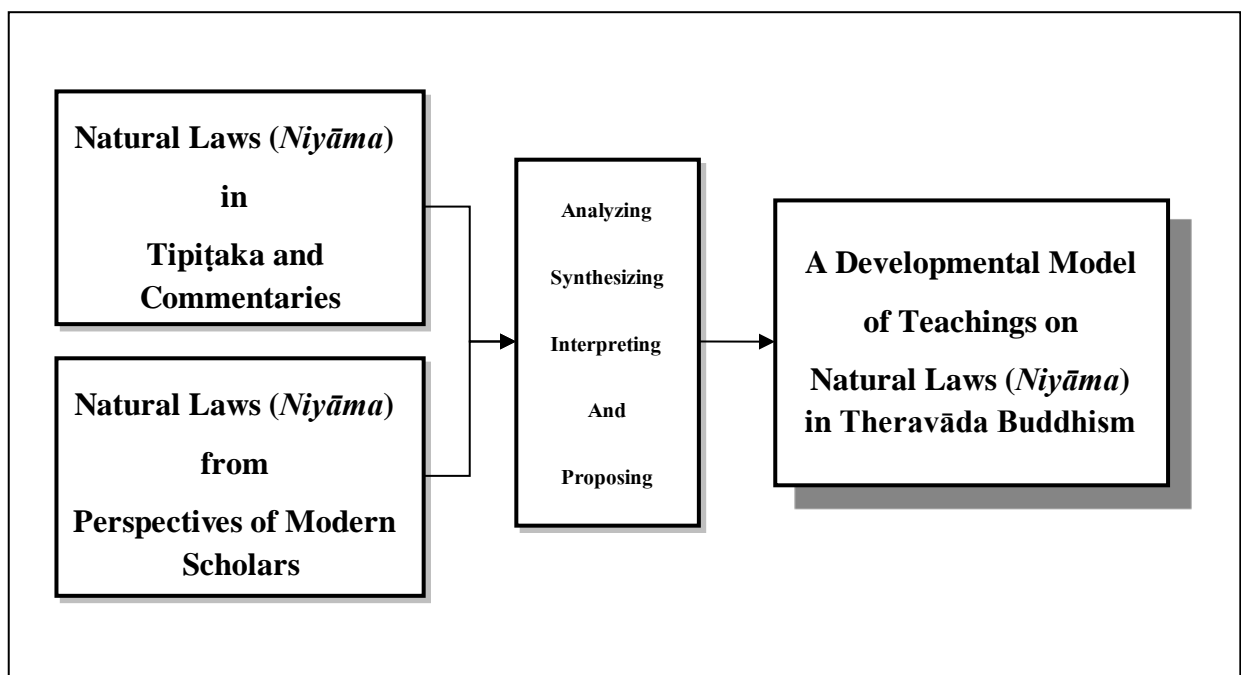 Natural Laws (Niyāma)
in
Tipiṭaka and
Commentaries
Natural Laws (Niyāma)
from
Perspectives of Modern
Scholars
Analyzing
Synthesizing
Interpreting
And
Proposing
A Developmental Model
of Teachings on
Natural Laws (Niyāma)
in Theravāda Buddhism